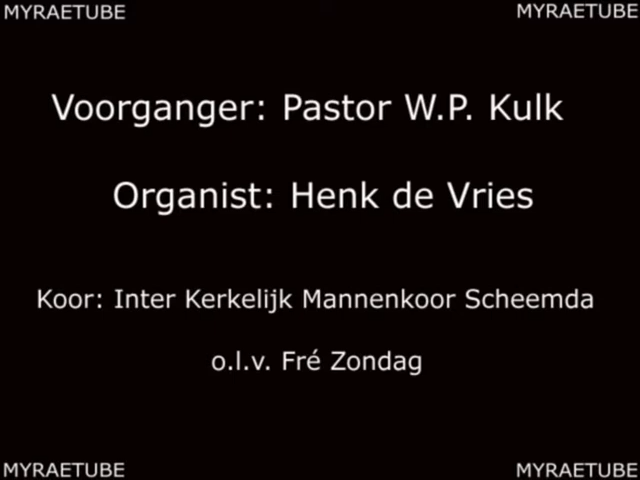 MYRAETUBE MYRAETUBE
Voorganger: Pastor W.P. Kulk
Organist: Henk de Vries
Koor: Inter Kerkelijk Mannenkoor Scheemda
o.l.v. Fré Zondag
MYRAETUBE MYRAETUBE